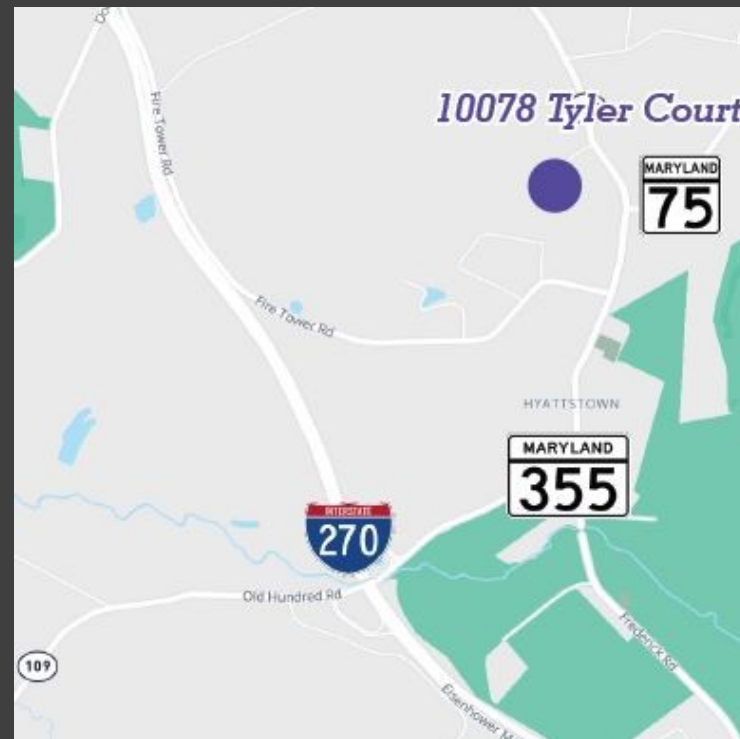 Fire Tower Rd
10078 Tyler Court
MARYLAND
75
Fire Tower Rd
HYATTSTOWN
MARYLAND
355
INTERSTATE
270
Old Hundred Rd
109
Frederick Rd
Eisenhower